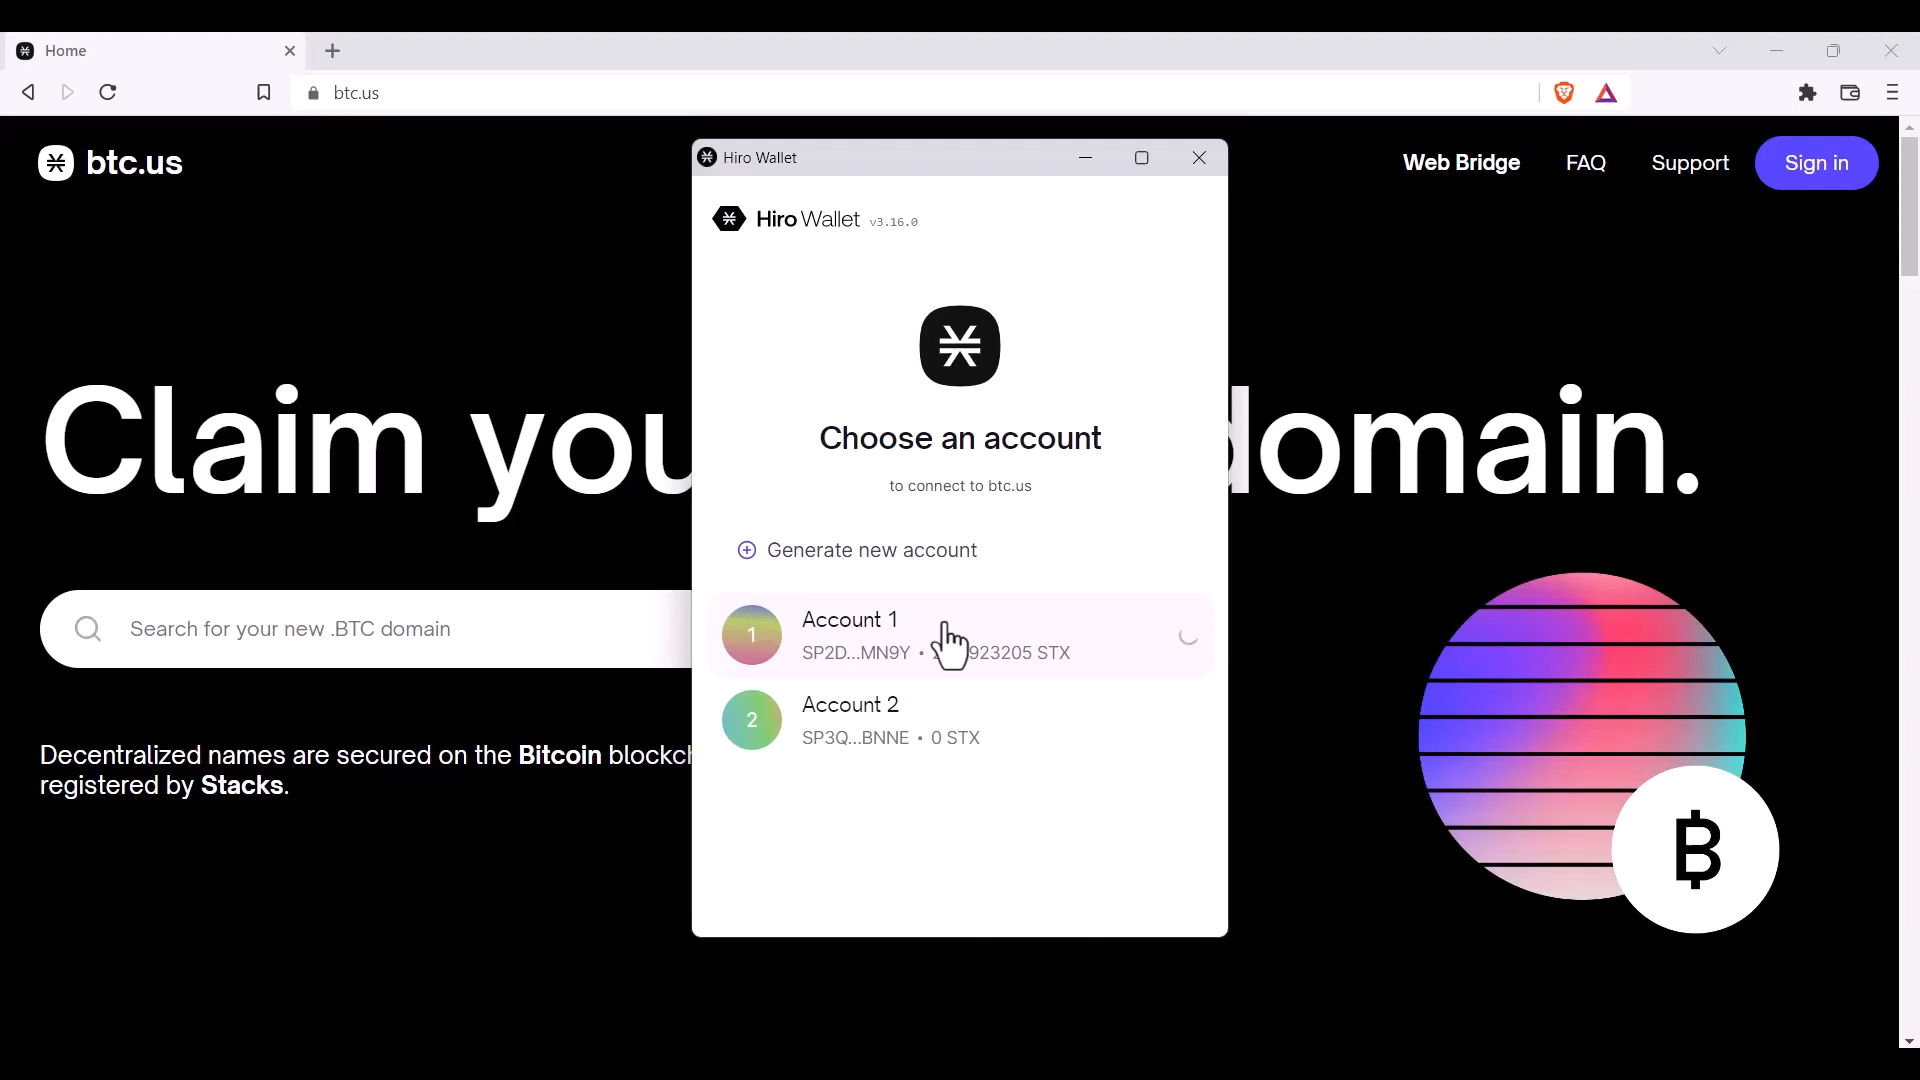 Home
btc.us
btc.us
Web Bridge
FAQ
Support
Sign in
Hiro Wallet
Hiro Wallet v3.16.0
Claim you
domain.
Choose an account
to connect to btc.us
Generate new account
Search for your new .BTC domain
1
Account 1
SP2D...MN9Y • 923205 STX
2
Account 2
SP3Q...BNNE • 0 STX
Decentralized names are secured on the Bitcoin blockch
registered by Stacks.